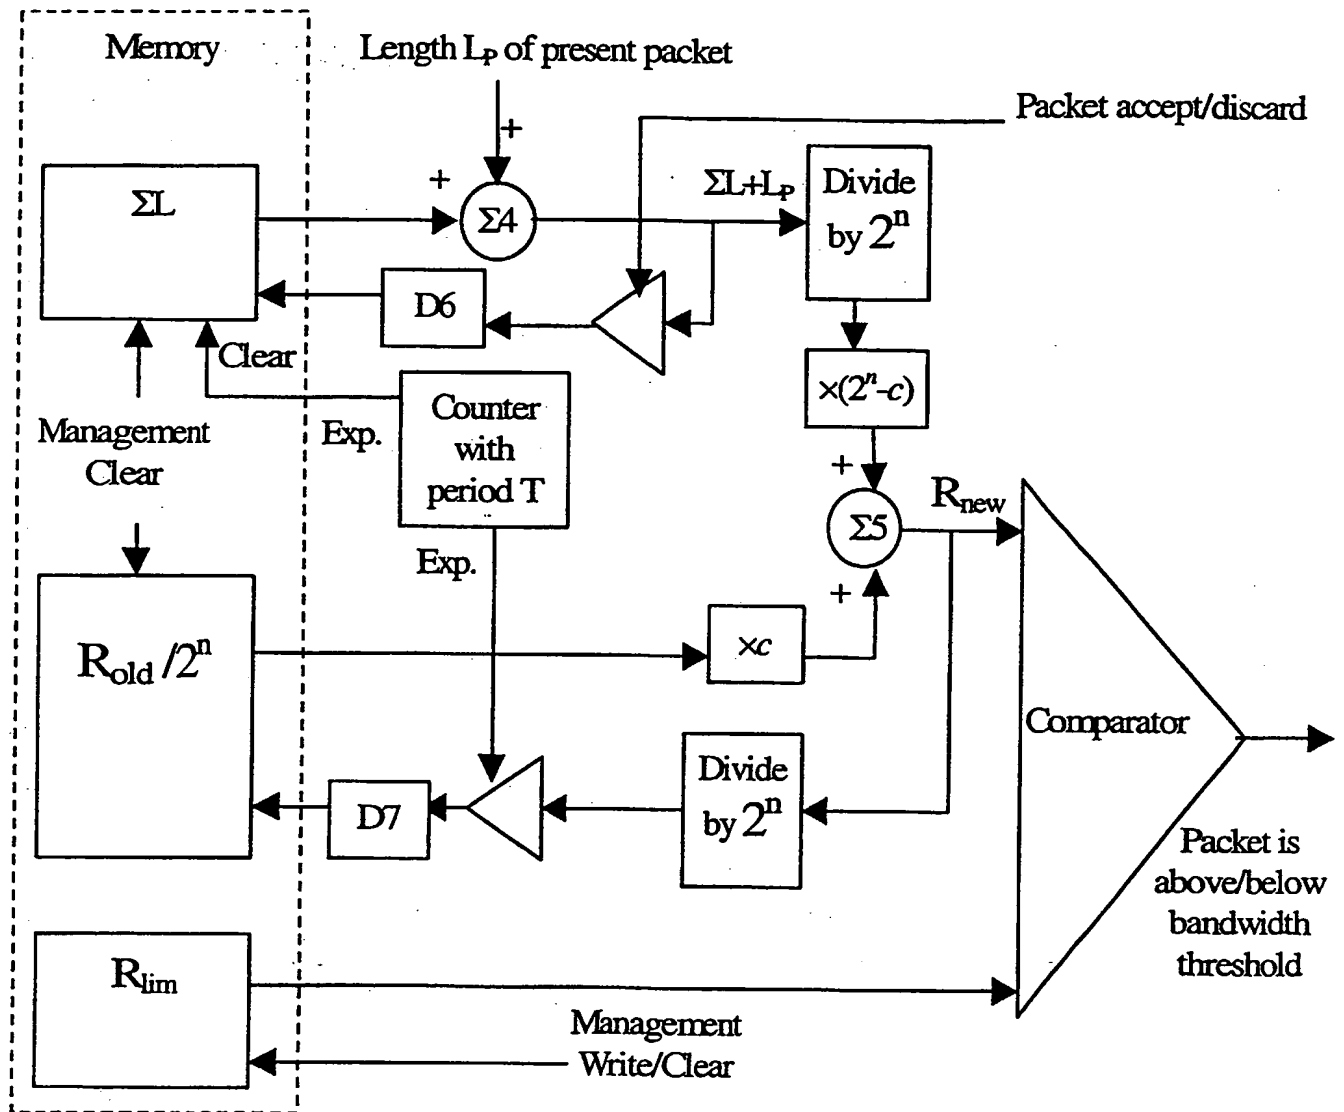 Memory
Length Lₚ of present packet
Packet accept/discard
+
+
ΣL
Σ4
ΣL+Lₚ
Divide
by 2ⁿ
D6
Clear
×(2ⁿ-c)
Counter
with
period T
Exp.
Management
Clear
+
Rnew
Σ5
Exp.
+
Rold /2ⁿ
×c
Comparator
Divide
by 2ⁿ
D7
Packet is
above/below
bandwidth
threshold
Rlim
Management
Write/Clear